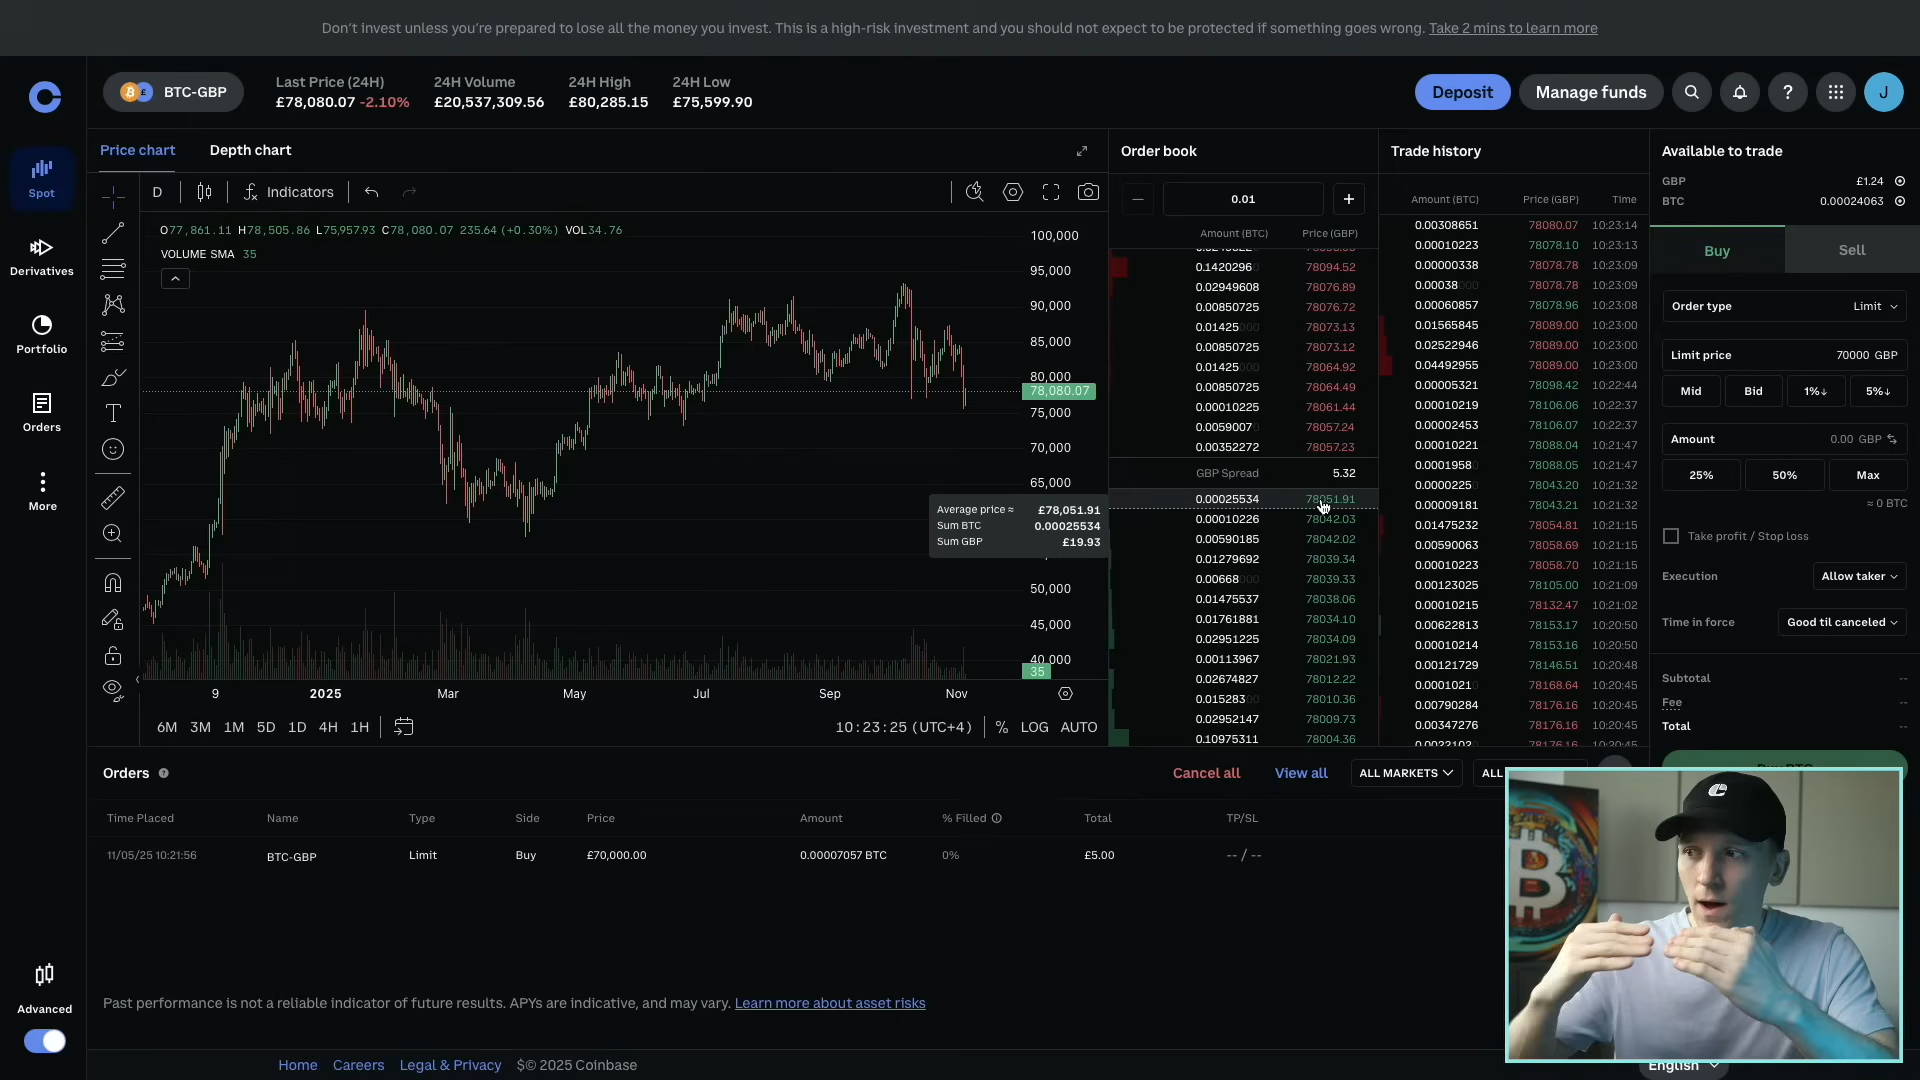 Don't invest unless you're prepared to lose all the money you invest. This is a high-risk investment and you should not expect to be protected if something goes wrong. Take 2 mins to learn more
BTC-GBP
Last Price (24H)
£78,080.07 -2.10%
24H Volume
£20,537,309.56
24H High
£80,285.15
24H Low
£75,599.90
Deposit
Manage funds
?
J
Spot
Derivatives
Portfolio
Orders
More
Advanced
Price chart
Depth chart
D
Indicators
O77,861.11 H78,505.86 L75,957.93 C78,080.07 235.64 (+0.30%) VOL34.76
VOLUME SMA 35
100,000
95,000
90,000
85,000
80,000
78,080.07
75,000
70,000
65,000
50,000
45,000
40,000
35
9 2025 Mar May Jul Sep Nov
6M 3M 1M 5D 1D 4H 1H
10:23:25 (UTC+4)
% LOG AUTO
Average price ≈ £78,051.91
Sum BTC 0.00025534
Sum GBP £19.93
Order book
0.01
Amount (BTC) Price (GBP)
0.14202960 78094.52
0.02949608 78076.89
0.00850725 78076.72
0.01425000 78073.13
0.00850725 78073.12
0.01425000 78064.92
0.00850725 78064.49
0.00010225 78061.44
0.00590070 78057.24
0.00352272 78057.23
GBP Spread 5.32
0.00025534 78051.91
0.00010226 78042.03
0.00590185 78042.02
0.01279692 78039.34
0.00668000 78039.33
0.01475537 78038.06
0.01761881 78034.10
0.02951225 78034.09
0.00113967 78021.93
0.02674827 78012.22
0.01528300 78010.36
0.02952147 78009.73
0.10975311 78004.36
Trade history
Amount (BTC) Price (GBP) Time
0.00308651 78080.07 10:23:14
0.00010223 78078.10 10:23:13
0.00000338 78078.78 10:23:09
0.00038000 78078.78 10:23:09
0.00060857 78078.96 10:23:08
0.01565845 78089.00 10:23:00
0.02522946 78089.00 10:23:00
0.04492955 78089.00 10:23:00
0.00005321 78098.42 10:22:44
0.00010219 78106.06 10:22:37
0.00002453 78106.07 10:22:37
0.00010221 78088.04 10:21:47
0.00019580 78088.05 10:21:47
0.00002250 78043.20 10:21:32
0.00009181 78043.21 10:21:32
0.01475232 78054.81 10:21:15
0.00590063 78058.69 10:21:15
0.00010223 78058.70 10:21:15
0.00123025 78105.00 10:21:09
0.00010215 78132.47 10:21:02
0.00622813 78153.17 10:20:50
0.00010214 78153.16 10:20:50
0.00121729 78146.51 10:20:48
0.00010210 78168.64 10:20:45
0.00790284 78176.16 10:20:45
0.00347276 78176.16 10:20:45
78176.16 10:20:45
Available to trade
GBP £1.24
BTC 0.00024063
Buy
Sell
Order type Limit
Limit price 70000 GBP
Mid Bid 1%↓ 5%↓
Amount 0.00 GBP
25% 50% Max
≈ 0 BTC
Take profit / Stop loss
Execution Allow taker
Time in force Good til canceled
Subtotal --
Fee --
Total --
Orders
Cancel all
View all
ALL MARKETS
ALL
Time Placed Name Type Side Price Amount % Filled Total TP/SL
11/05/25 10:21:56 BTC-GBP Limit Buy £70,000.00 0.00007057 BTC 0% £5.00 -- / --
Past performance is not a reliable indicator of future results. APYs are indicative, and may vary. Learn more about asset risks
Home Careers Legal & Privacy $© 2025 Coinbase
English